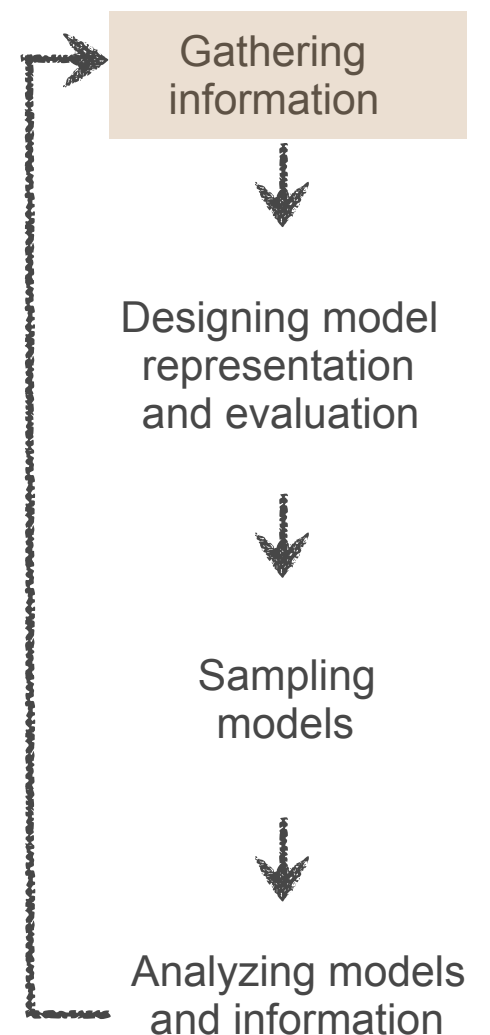 Gathering
information
Designing model
representation
and evaluation
Sampling
models
Analyzing models
and information